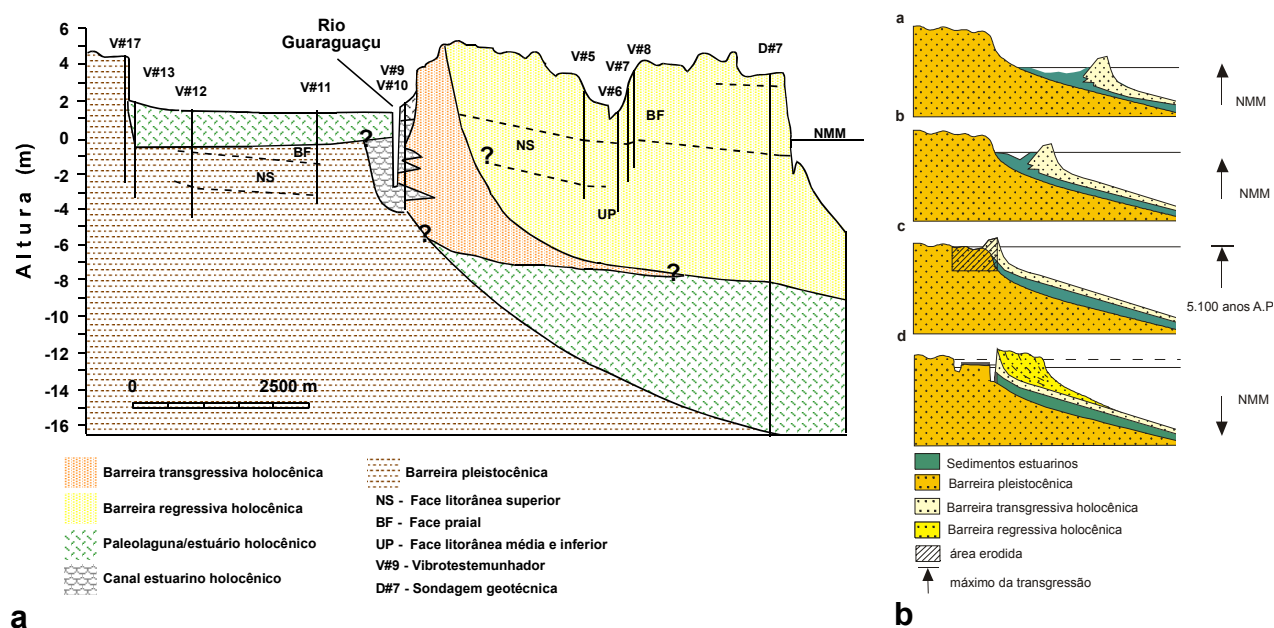 6
4
2
0
-2
-4
-6
-8
-10
-12
-14
-16
Altura (m)
V#17
V#13
V#12
V#11
Rio
Guaraguaçu
V#9
V#10
V#5
V#8
V#7
V#6
D#7
NMM
?
BF
NS
NS
?
BF
UP
?
?
0 2500 m
Barreira transgressiva holocênica
Barreira regressiva holocênica
Paleolaguna/estuário holocênico
Canal estuarino holocênico
Barreira pleistocênica
NS - Face litorânea superior
BF - Face praial
UP - Face litorânea média e inferior
V#9 - Vibrotestemunhador
D#7 - Sondagem geotécnica
a
a
NMM
b
NMM
c
5.100 anos A.P
d
NMM
Sedimentos estuarinos
Barreira pleistocênica
Barreira transgressiva holocênica
Barreira regressiva holocênica
área erodida
máximo da transgressão
b